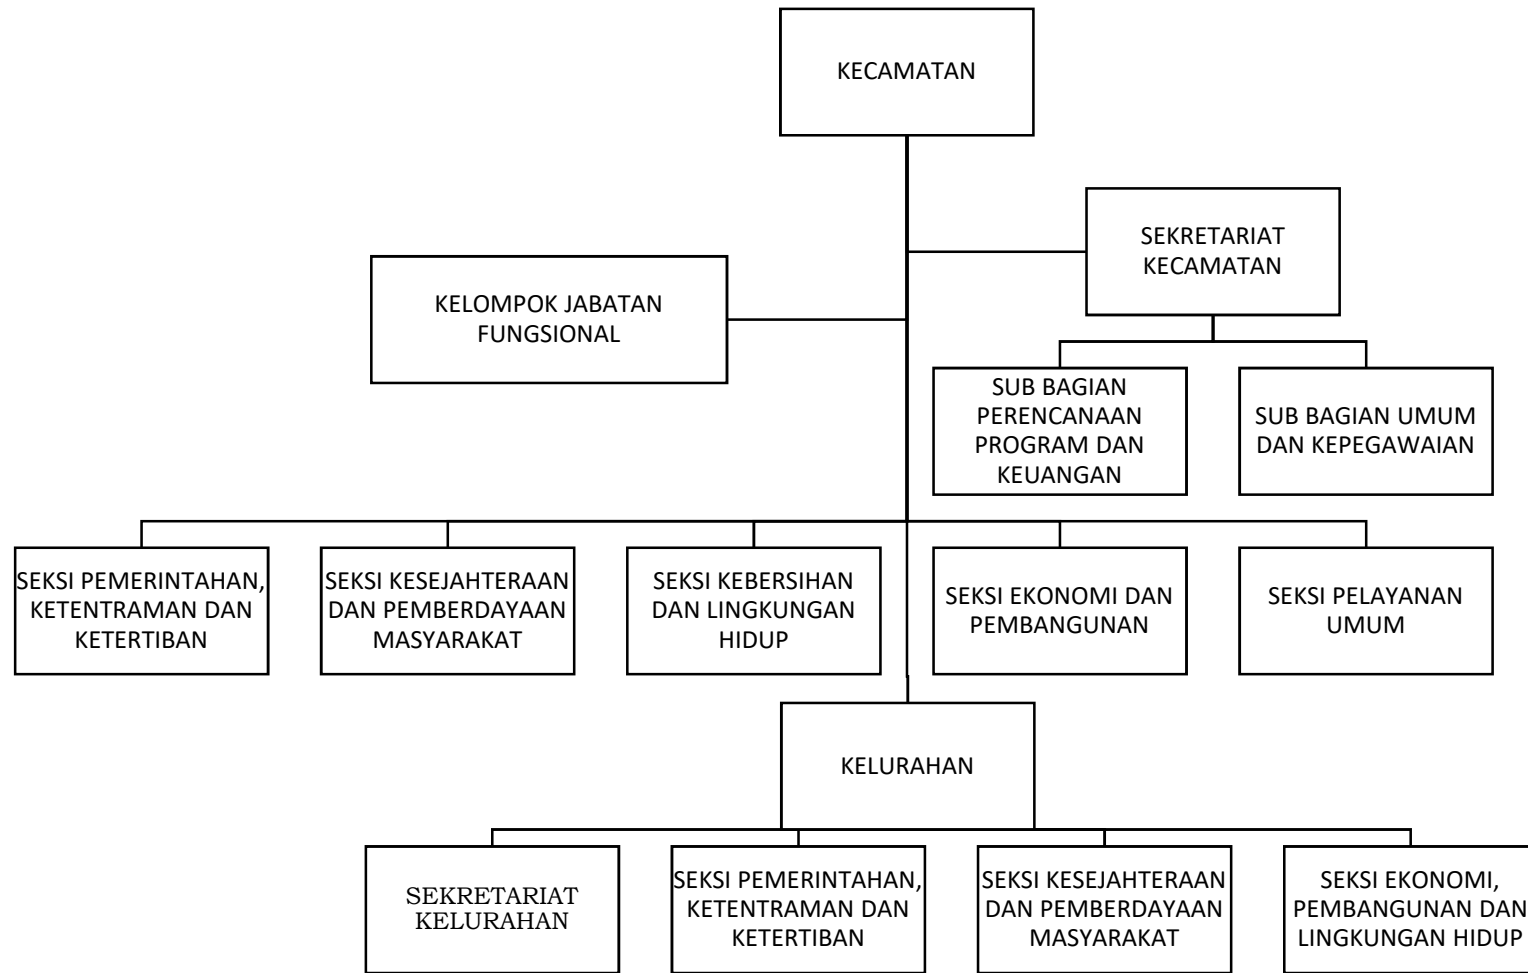 KECAMATAN
SEKRETARIAT
KECAMATAN
KELOMPOK JABATAN
FUNGSIONAL
SUB BAGIAN
PERENCANAAN
PROGRAM DAN
KEUANGAN
SUB BAGIAN UMUM
DAN KEPEGAWAIAN
SEKSI PEMERINTAHAN,
KETENTRAMAN DAN
KETERTIBAN
SEKSI KESEJAHTERAAN
DAN PEMBERDAYAAN
MASYARAKAT
SEKSI KEBERSIHAN
DAN LINGKUNGAN
HIDUP
SEKSI EKONOMI DAN
PEMBANGUNAN
SEKSI PELAYANAN
UMUM
KELURAHAN
SEKRETARIAT
KELURAHAN
SEKSI PEMERINTAHAN,
KETENTRAMAN DAN
KETERTIBAN
SEKSI KESEJAHTERAAN
DAN PEMBERDAYAAN
MASYARAKAT
SEKSI EKONOMI,
PEMBANGUNAN DAN
LINGKUNGAN HIDUP